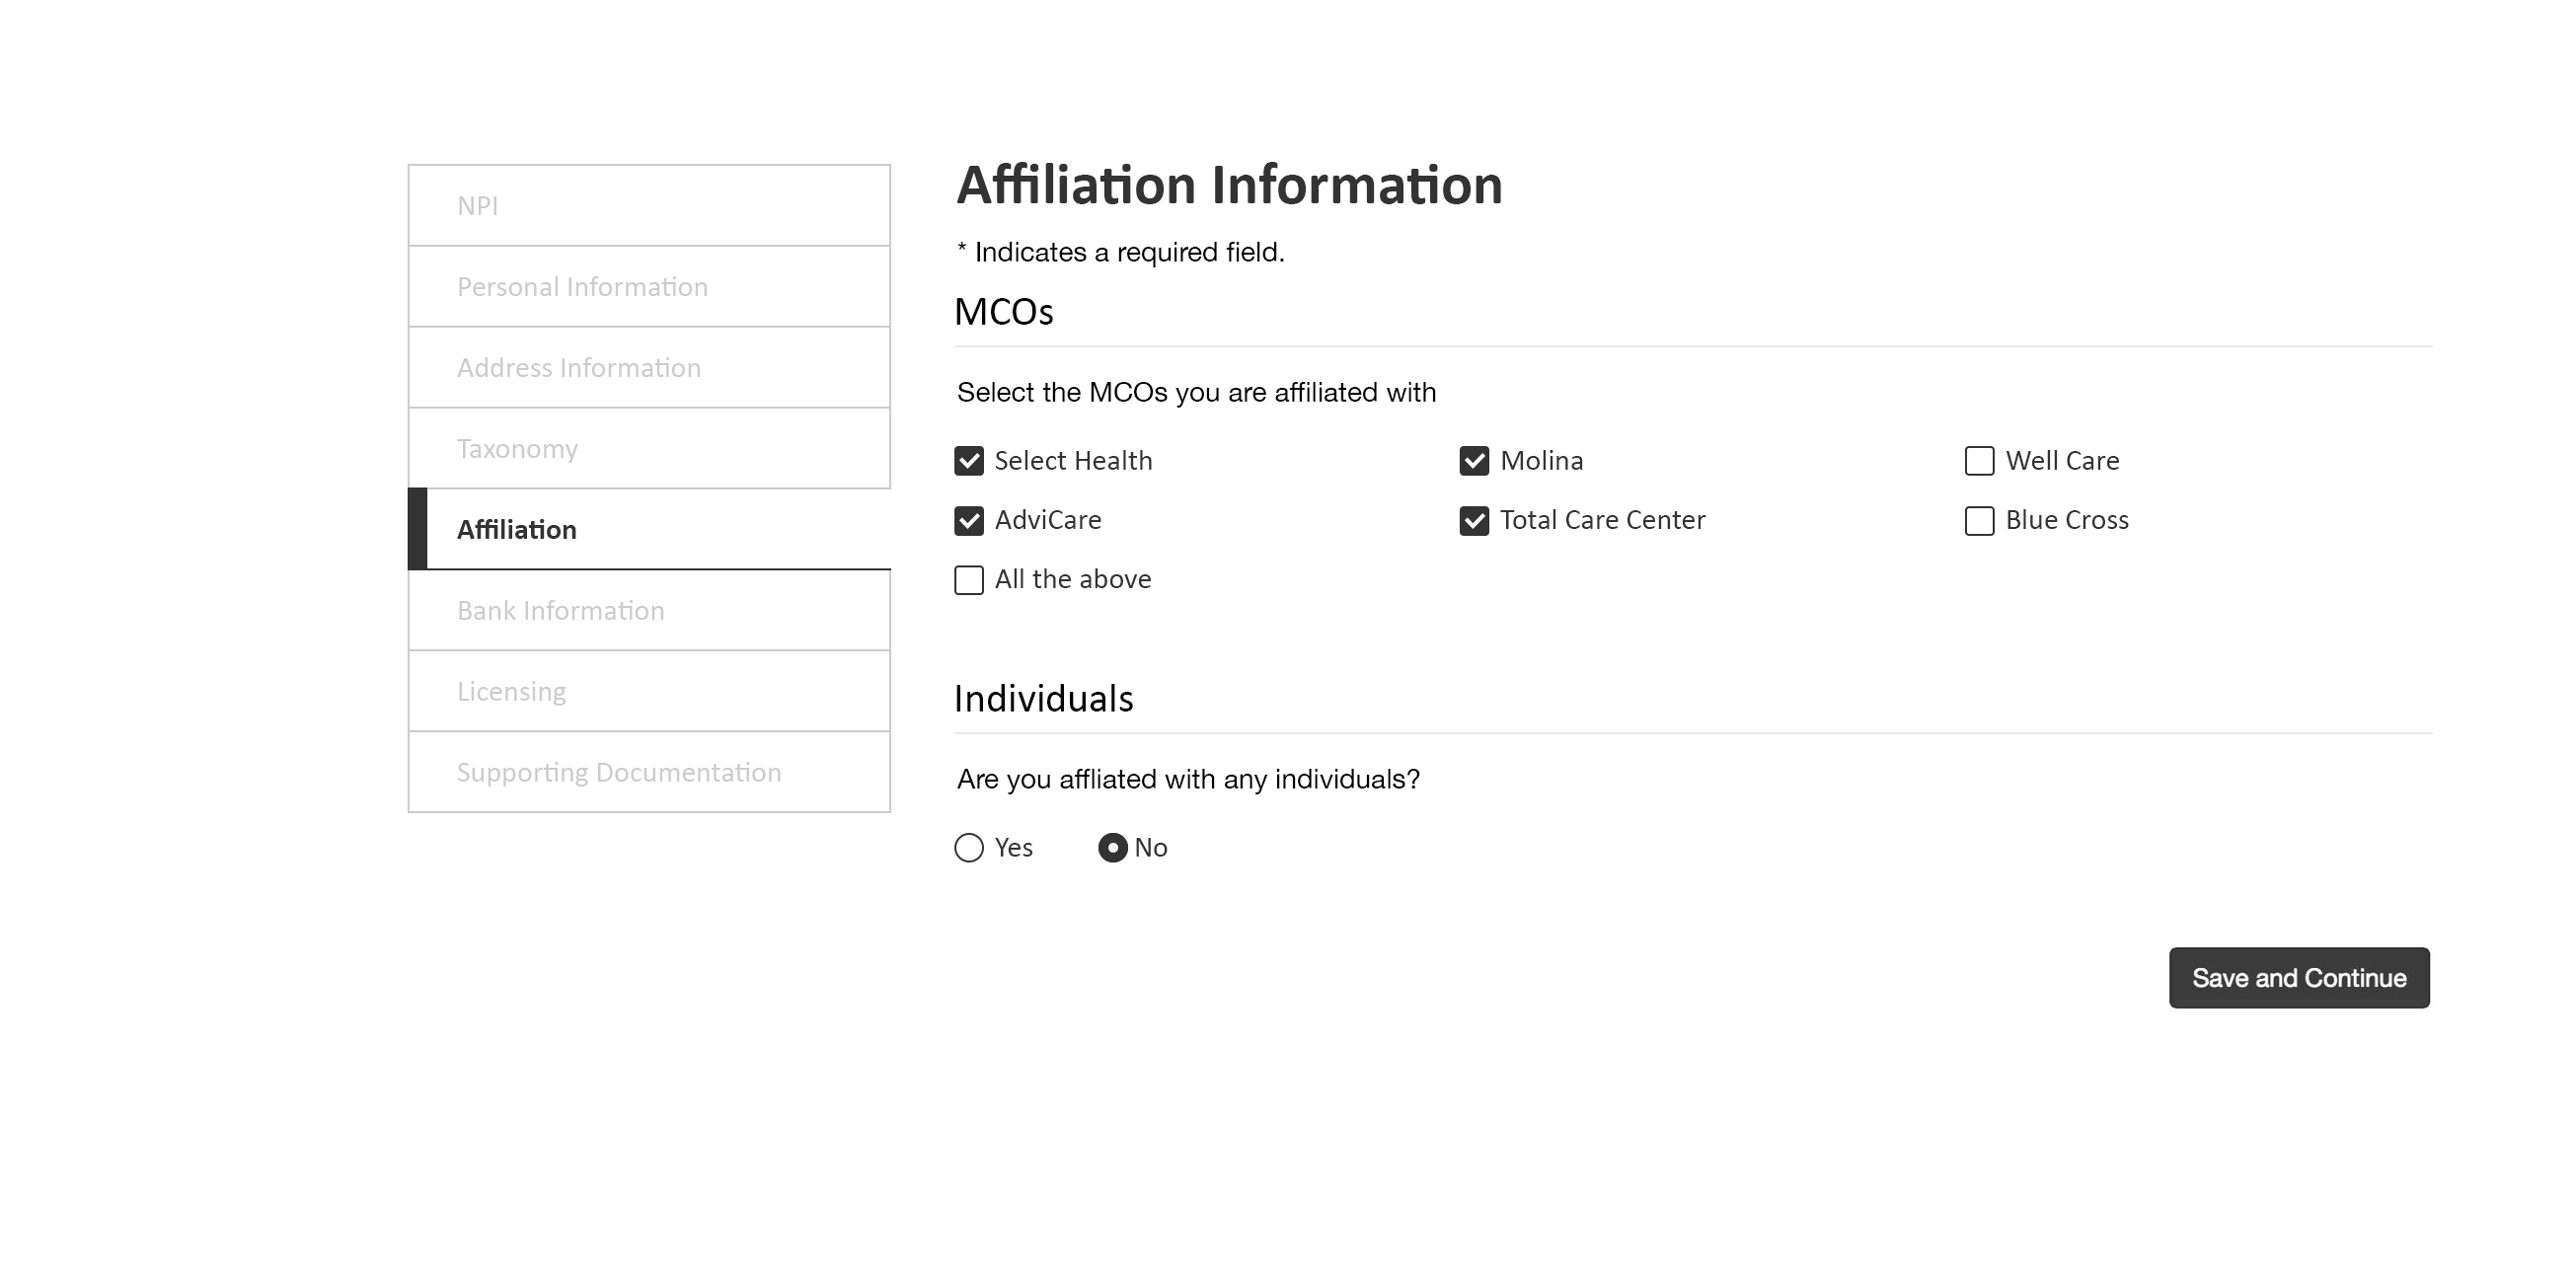 NPI
Personal Information
Address Information
Taxonomy
Affiliation
Bank Information
Licensing
Supporting Documentation
Affiliation Information
* Indicates a required field.
MCOs
Select the MCOs you are affiliated with
Select Health
Molina
Well Care
AdviCare
Total Care Center
Blue Cross
All the above
Individuals
Are you affliated with any individuals?
Yes
No
Save and Continue